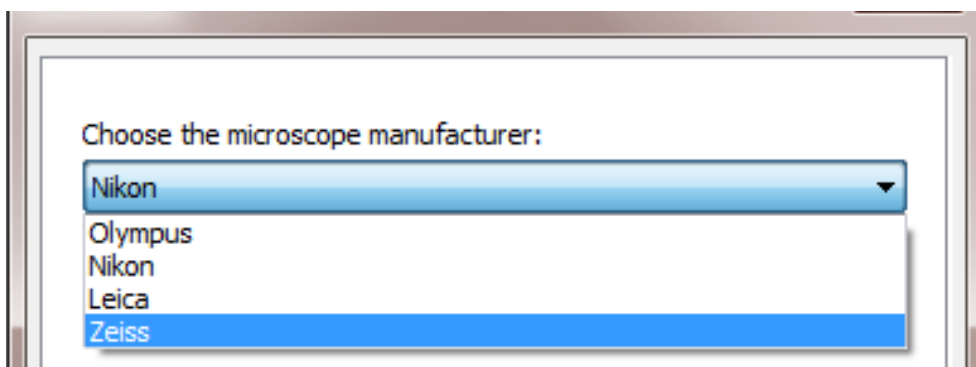 Choose the microscope manufacturer:
Nikon
Olympus
Nikon
Leica
Zeiss